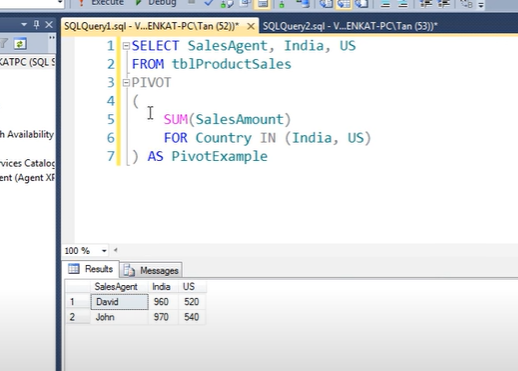 Execute
Debug
SQLQuery1.sql - V...ENKAT-PC\Tan (52))* ×
SQLQuery2.sql - V...ENKAT-PC\Tan (53))*
1 SELECT SalesAgent, India, US
2 FROM tblProductSales
3 PIVOT
4 (
5 SUM(SalesAmount)
6 FOR Country IN (India, US)
7 ) AS PivotExample
KATPC (SQL S
h Availability
vices Catalog
ent (Agent XP
100 %
Results
Messages
SalesAgent India US
1 David 960 520
2 John 970 540